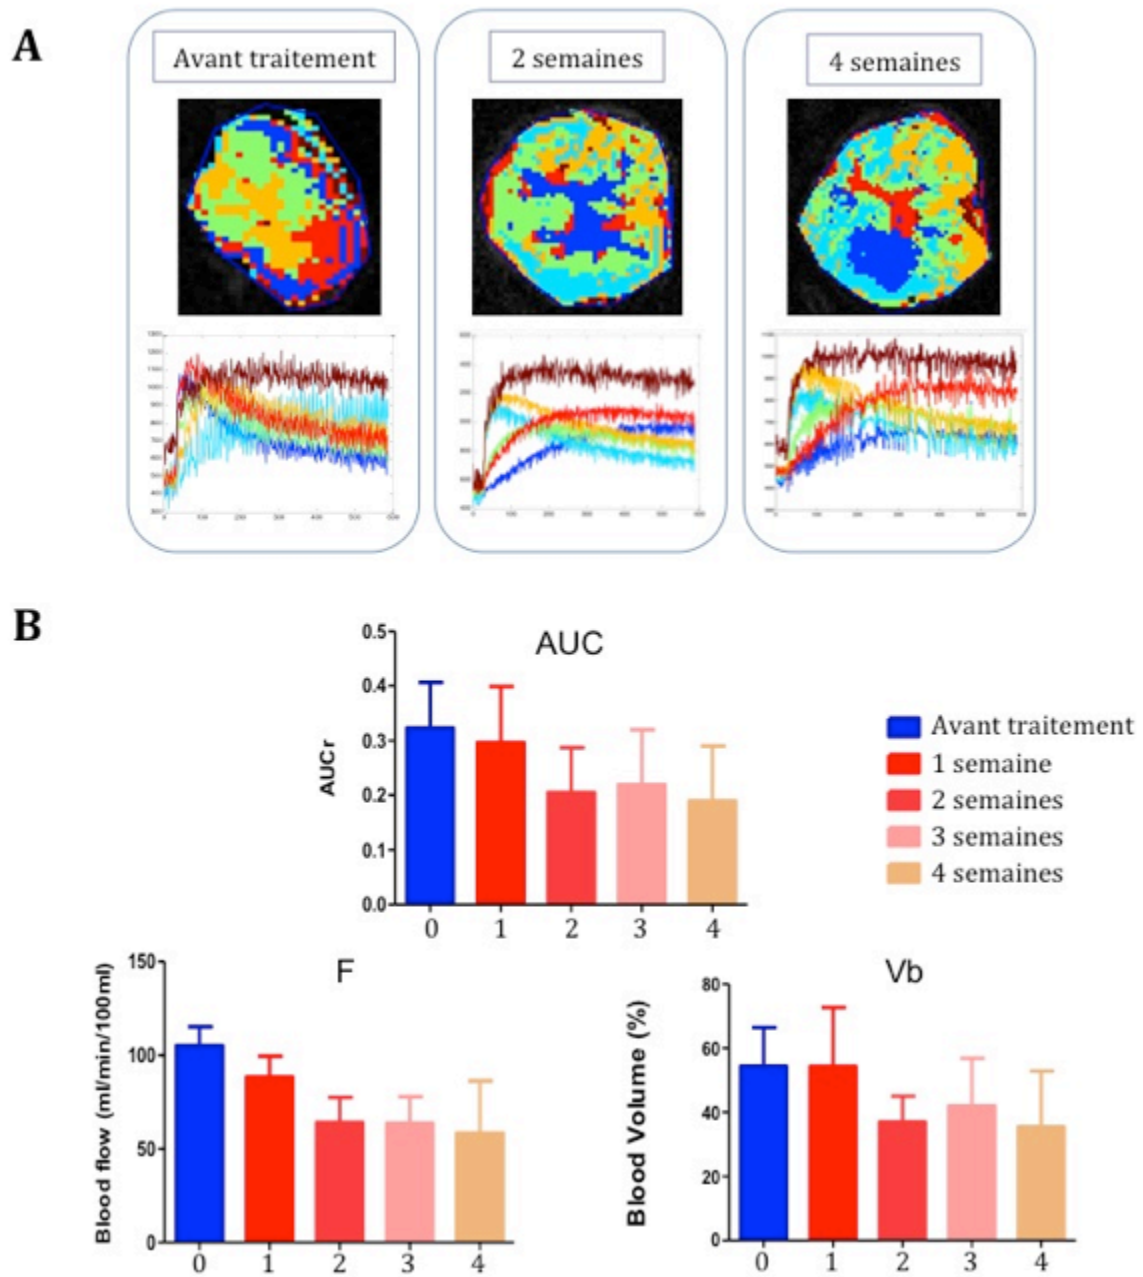 A
Avant traitement
2 semaines
4 semaines
B
AUC
0.5
0.4
0.3
0.2
0.1
0.0
AUCr
0 1 2 3 4
Avant traitement
1 semaine
2 semaines
3 semaines
4 semaines
F
150
100
50
0
Blood flow (ml/min/100ml)
0 1 2 3 4
Vb
80
60
40
20
0
Blood Volume (%)
0 1 2 3 4